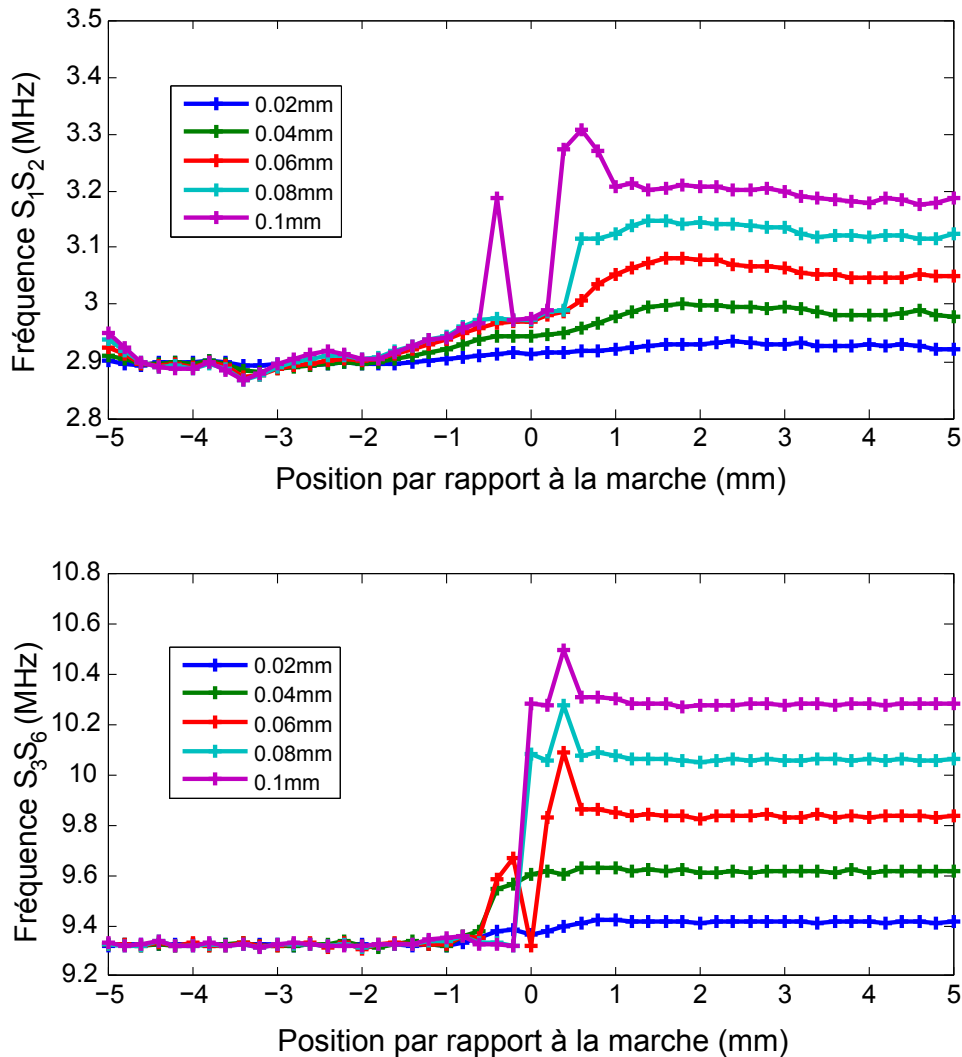 3.5
3.4
3.3
3.2
3.1
3
2.9
2.8
Fréquence S1S2 (MHz)
0.02mm
0.04mm
0.06mm
0.08mm
0.1mm
−5 −4 −3 −2 −1 0 1 2 3 4 5
Position par rapport à la marche (mm)
10.8
10.6
10.4
10.2
10
9.8
9.6
9.4
9.2
Fréquence S3S6 (MHz)
0.02mm
0.04mm
0.06mm
0.08mm
0.1mm
−5 −4 −3 −2 −1 0 1 2 3 4 5
Position par rapport à la marche (mm)